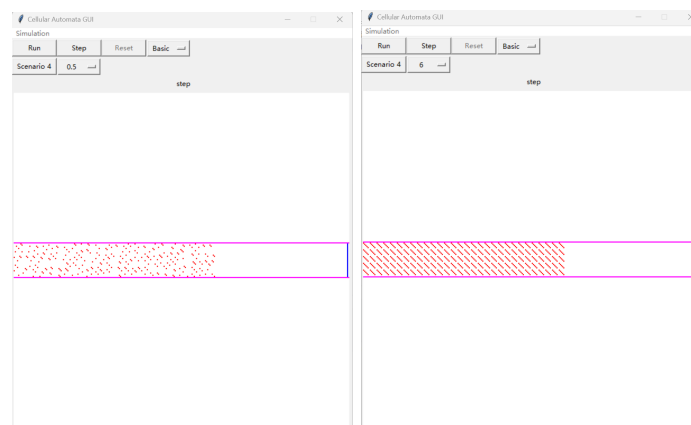 Cellular Automata GUI
Simulation
Run Step Reset Basic
Scenario 4 0.5
step
Cellular Automata GUI
Simulation
Run Step Reset Basic
Scenario 4 6
step